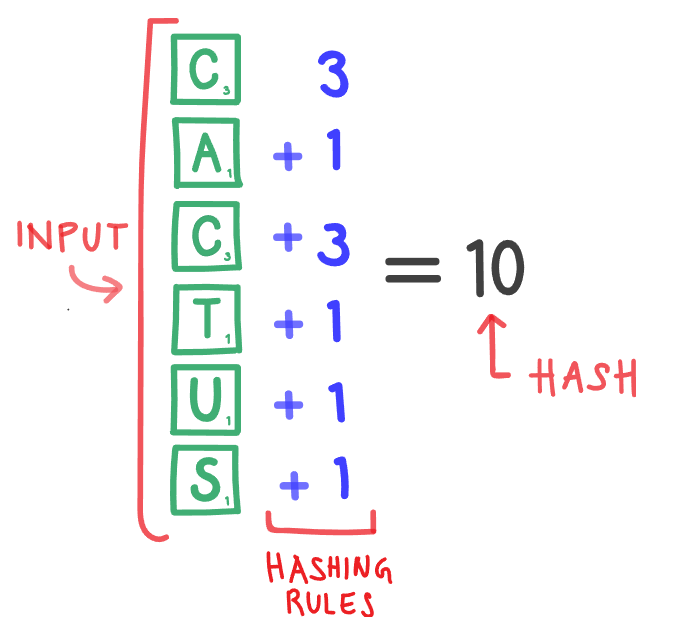 C3 3
A1 + 1
C3 + 3
INPUT = 10
T1 + 1
HASH
U1 + 1
S1 + 1
HASHING
RULES